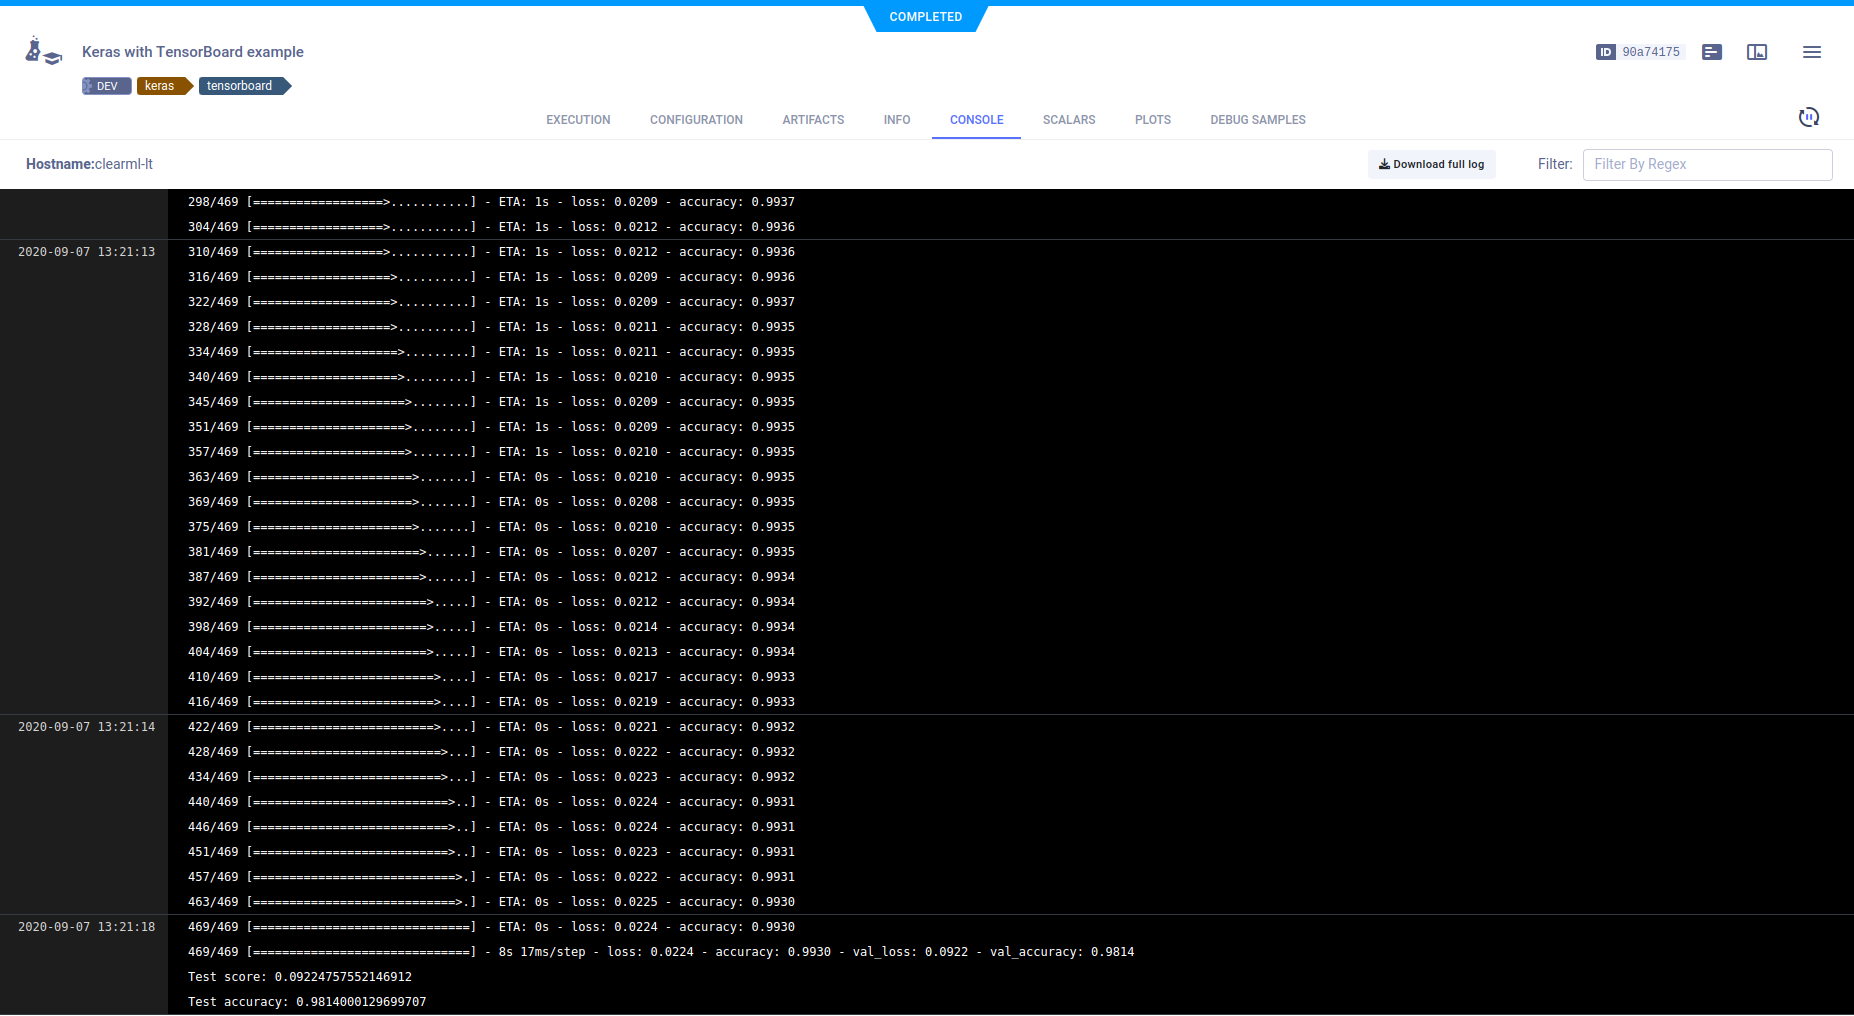 COMPLETED
Keras with TensorBoard example
ID 90a74175
DEV keras tensorboard
EXECUTION CONFIGURATION ARTIFACTS INFO CONSOLE SCALARS PLOTS DEBUG SAMPLES
Hostname:clearml-lt Download full log Filter: Filter By Regex
298/469 [==================>...........] - ETA: 1s - loss: 0.0209 - accuracy: 0.9937
304/469 [==================>...........] - ETA: 1s - loss: 0.0212 - accuracy: 0.9936
2020-09-07 13:21:13 310/469 [==================>...........] - ETA: 1s - loss: 0.0212 - accuracy: 0.9936
316/469 [===================>..........] - ETA: 1s - loss: 0.0209 - accuracy: 0.9936
322/469 [===================>..........] - ETA: 1s - loss: 0.0209 - accuracy: 0.9937
328/469 [===================>..........] - ETA: 1s - loss: 0.0211 - accuracy: 0.9935
334/469 [====================>.........] - ETA: 1s - loss: 0.0211 - accuracy: 0.9935
340/469 [====================>.........] - ETA: 1s - loss: 0.0210 - accuracy: 0.9935
345/469 [=====================>........] - ETA: 1s - loss: 0.0209 - accuracy: 0.9935
351/469 [=====================>........] - ETA: 1s - loss: 0.0209 - accuracy: 0.9935
357/469 [=====================>........] - ETA: 1s - loss: 0.0210 - accuracy: 0.9935
363/469 [======================>.......] - ETA: 0s - loss: 0.0210 - accuracy: 0.9935
369/469 [======================>.......] - ETA: 0s - loss: 0.0208 - accuracy: 0.9935
375/469 [======================>.......] - ETA: 0s - loss: 0.0210 - accuracy: 0.9935
381/469 [=======================>......] - ETA: 0s - loss: 0.0207 - accuracy: 0.9935
387/469 [=======================>......] - ETA: 0s - loss: 0.0212 - accuracy: 0.9934
392/469 [========================>.....] - ETA: 0s - loss: 0.0212 - accuracy: 0.9934
398/469 [========================>.....] - ETA: 0s - loss: 0.0214 - accuracy: 0.9934
404/469 [========================>.....] - ETA: 0s - loss: 0.0213 - accuracy: 0.9934
410/469 [=========================>....] - ETA: 0s - loss: 0.0217 - accuracy: 0.9933
416/469 [=========================>....] - ETA: 0s - loss: 0.0219 - accuracy: 0.9933
2020-09-07 13:21:14 422/469 [=========================>....] - ETA: 0s - loss: 0.0221 - accuracy: 0.9932
428/469 [==========================>...] - ETA: 0s - loss: 0.0222 - accuracy: 0.9932
434/469 [==========================>...] - ETA: 0s - loss: 0.0223 - accuracy: 0.9932
440/469 [===========================>..] - ETA: 0s - loss: 0.0224 - accuracy: 0.9931
446/469 [===========================>..] - ETA: 0s - loss: 0.0224 - accuracy: 0.9931
451/469 [===========================>..] - ETA: 0s - loss: 0.0223 - accuracy: 0.9931
457/469 [============================>.] - ETA: 0s - loss: 0.0222 - accuracy: 0.9931
463/469 [============================>.] - ETA: 0s - loss: 0.0225 - accuracy: 0.9930
2020-09-07 13:21:18 469/469 [==============================] - ETA: 0s - loss: 0.0224 - accuracy: 0.9930
469/469 [==============================] - 8s 17ms/step - loss: 0.0224 - accuracy: 0.9930 - val_loss: 0.0922 - val_accuracy: 0.9814
Test score: 0.09224757552146912
Test accuracy: 0.9814000129699707